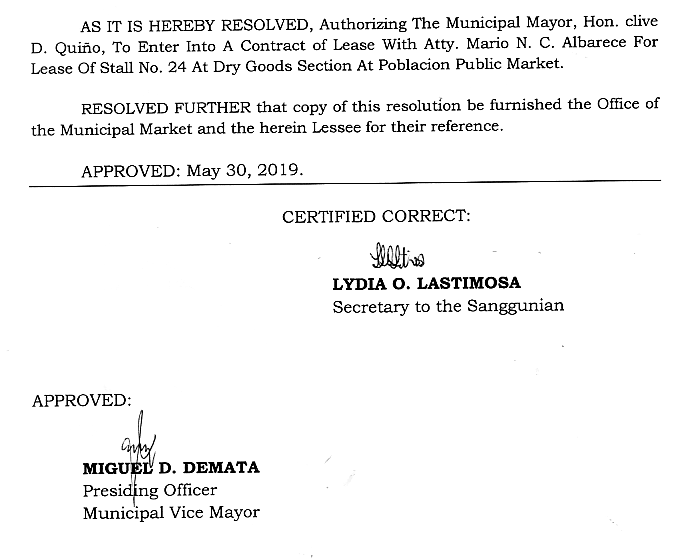 AS IT IS HEREBY RESOLVED, Authorizing The Municipal Mayor, Hon. clive
D. Quiño, To Enter Into A Contract of Lease With Atty. Mario N. C. Albarece For
Lease Of Stall No. 24 At Dry Goods Section At Poblacion Public Market.
RESOLVED FURTHER that copy of this resolution be furnished the Office of
the Municipal Market and the herein Lessee for their reference.
APPROVED: May 30, 2019.
CERTIFIED CORRECT:
LYDIA O. LASTIMOSA
Secretary to the Sanggunian
APPROVED:
MIGUEL D. DEMATA
Presiding Officer
Municipal Vice Mayor